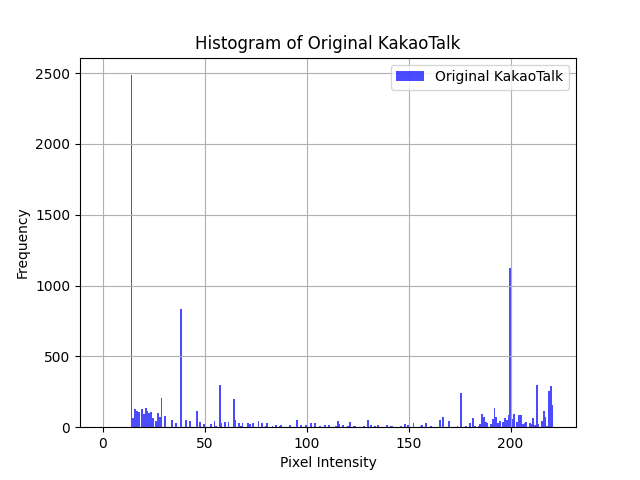 Histogram of Original KakaoTalk
Original KakaoTalk
Frequency
2500
2000
1500
1000
500
0
0 50 100 150 200
Pixel Intensity